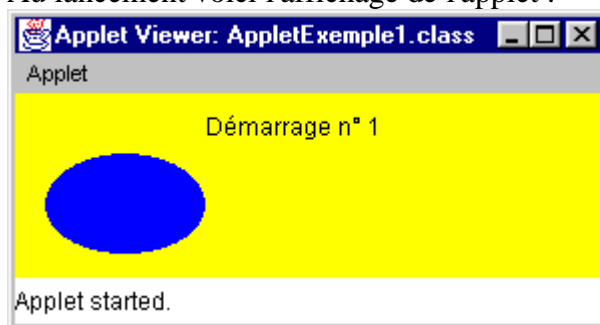 Au lancement voici l'affichage de l'applet :
Applet Viewer: AppletExemple1.class
Applet
Démarrage n° 1
Applet started.